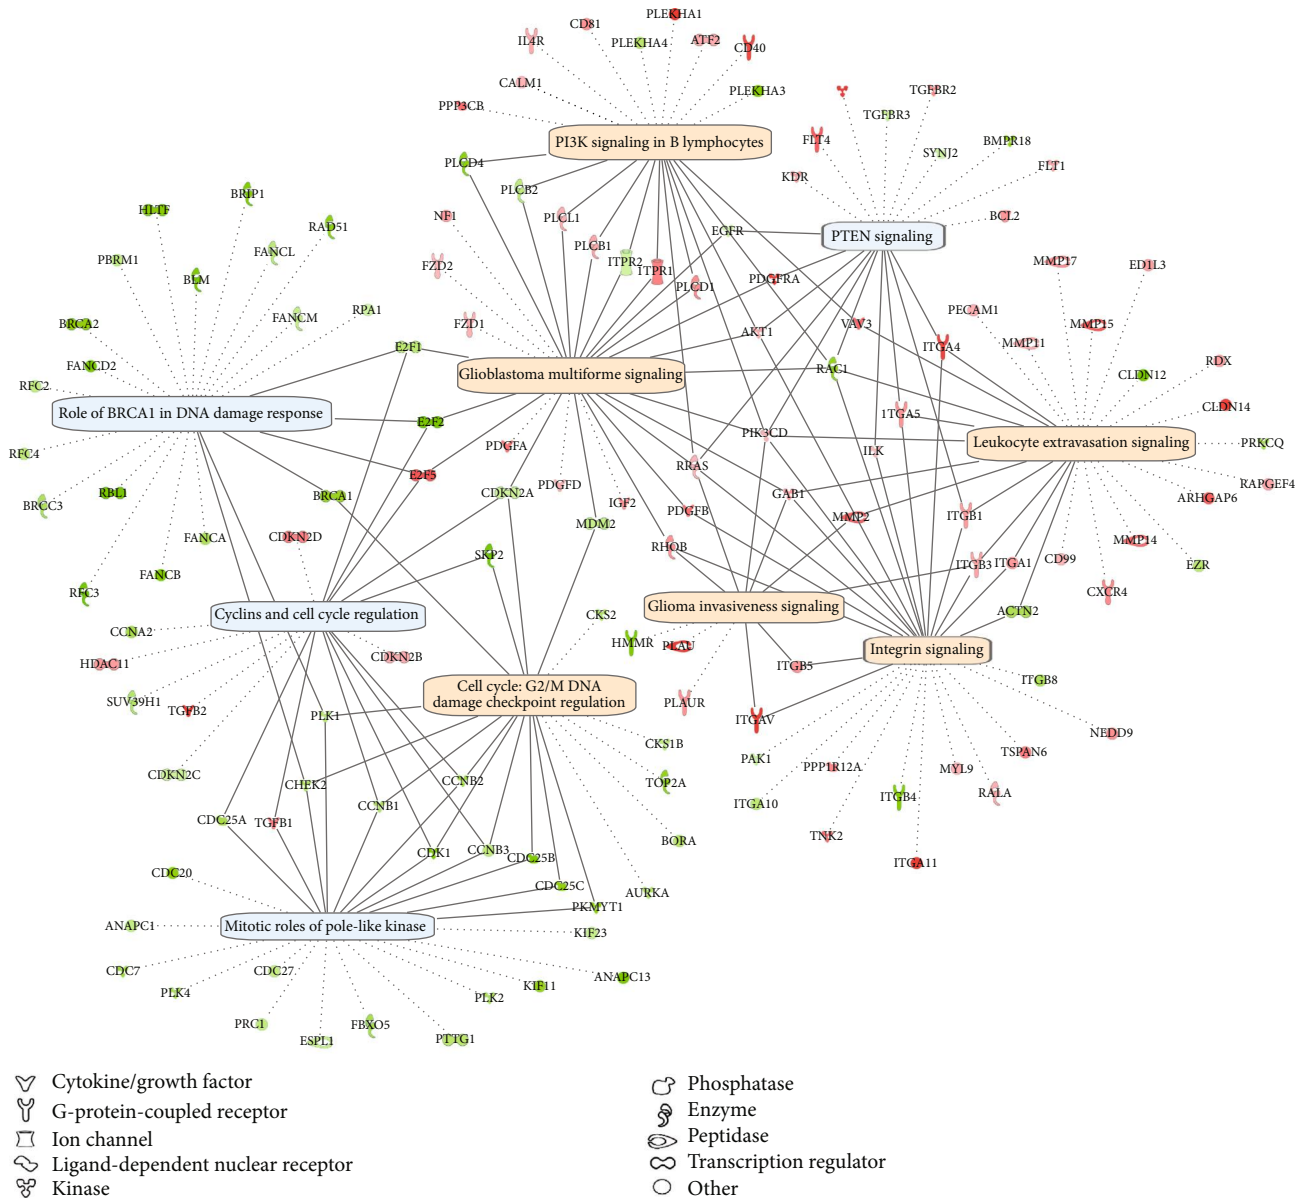 PLEKHA1
CD81
IL4R
PLEKHA4
ATF2
CD40
CALM1
PLEKHA3
PPP3CB
TGFBR2
TGFBR3
PI3K signaling in B lymphocytes
FLT4
SYNJ2
BMPR18
PLCD4
KDR
FLT1
PLCB2
BRIP1
HLTF
NF1
PLCL1
BCL2
RAD51
EGFR
PTEN signaling
PLCB1
FANCL
PBRM1
ITPR2
ITPR1
FZD2
MMP17
ED1L3
BLM
PLCD1
PDGFRA
FANCM
RPA1
PECAM1
BRCA2
FZD1
AKT1
VAV3
MMP15
E2F1
ITGA4
MMP11
FANCD2
Glioblastoma multiforme signaling
RAC1
RDX
CLDN12
RFC2
Role of BRCA1 in DNA damage response
E2F2
1TGA5
CLDN14
PIK3CD
Leukocyte extravasation signaling
PRKCQ
RFC4
PDGFA
ILK
E2F5
RRAS
RBL1
BRCA1
CDKN2A
PDGFD
GAB1
RAPGEF4
ARHGAP6
BRCC3
IGF2
PDGFB
MMP2
ITGB1
MDM2
FANCA
CDKN2D
RHOB
MMP14
SKP2
ITGB3
ITGA1
CD99
EZR
FANCB
RFC3
CXCR4
Cyclins and cell cycle regulation
CKS2
Glioma invasiveness signaling
ACTN2
CCNA2
HMMR
PLAU
Integrin signaling
HDAC11
CDKN2B
ITGB5
ITGB8
Cell cycle: G2/M DNA
damage checkpoint regulation
SUV39H1
TGFB2
PLK1
PLAUR
ITGAV
NEDD9
CKS1B
TSPAN6
PAK1
PPP1R12A
MYL9
CDKN2C
CHEK2
CCNB2
TOP2A
RALA
ITGB4
CCNB1
ITGA10
CDC25A
TGFB1
TNK2
BORA
CDK1
CCNB3
CDC25B
ITGA11
CDC20
CDC25C
AURKA
PKMYT1
ANAPC1
Mitotic roles of pole-like kinase
KIF23
CDC7
CDC27
ANAPC13
PLK4
PLK2
KIF11
PRC1
FBXO5
ESPL1
PTTG1
Cytokine/growth factor
G-protein-coupled receptor
Ion channel
Ligand-dependent nuclear receptor
Kinase
Phosphatase
Enzyme
Peptidase
Transcription regulator
Other